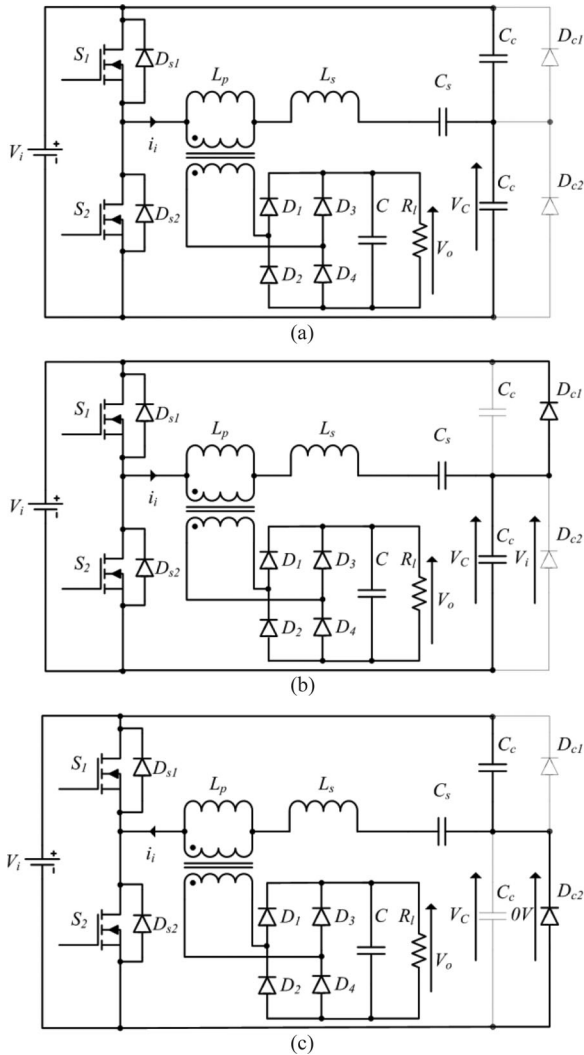 S1
Ds1
Cc
Dc1
Lp
Ls
Cs
Vi
+
-
ii
S2
Ds2
D1
D3
C
Rl
Vo
VC
Cc
Dc2
D2
D4
(a)
S1
Ds1
Cc
Dc1
Lp
Ls
Cs
Vi
+
-
ii
S2
Ds2
D1
D3
C
Rl
Vo
VC
Cc
Vi
Dc2
D2
D4
(b)
S1
Ds1
Cc
Dc1
Lp
Ls
Cs
Vi
+
-
ii
S2
Ds2
D1
D3
C
Rl
Vo
VC
Cc
0V
Dc2
D2
D4
(c)